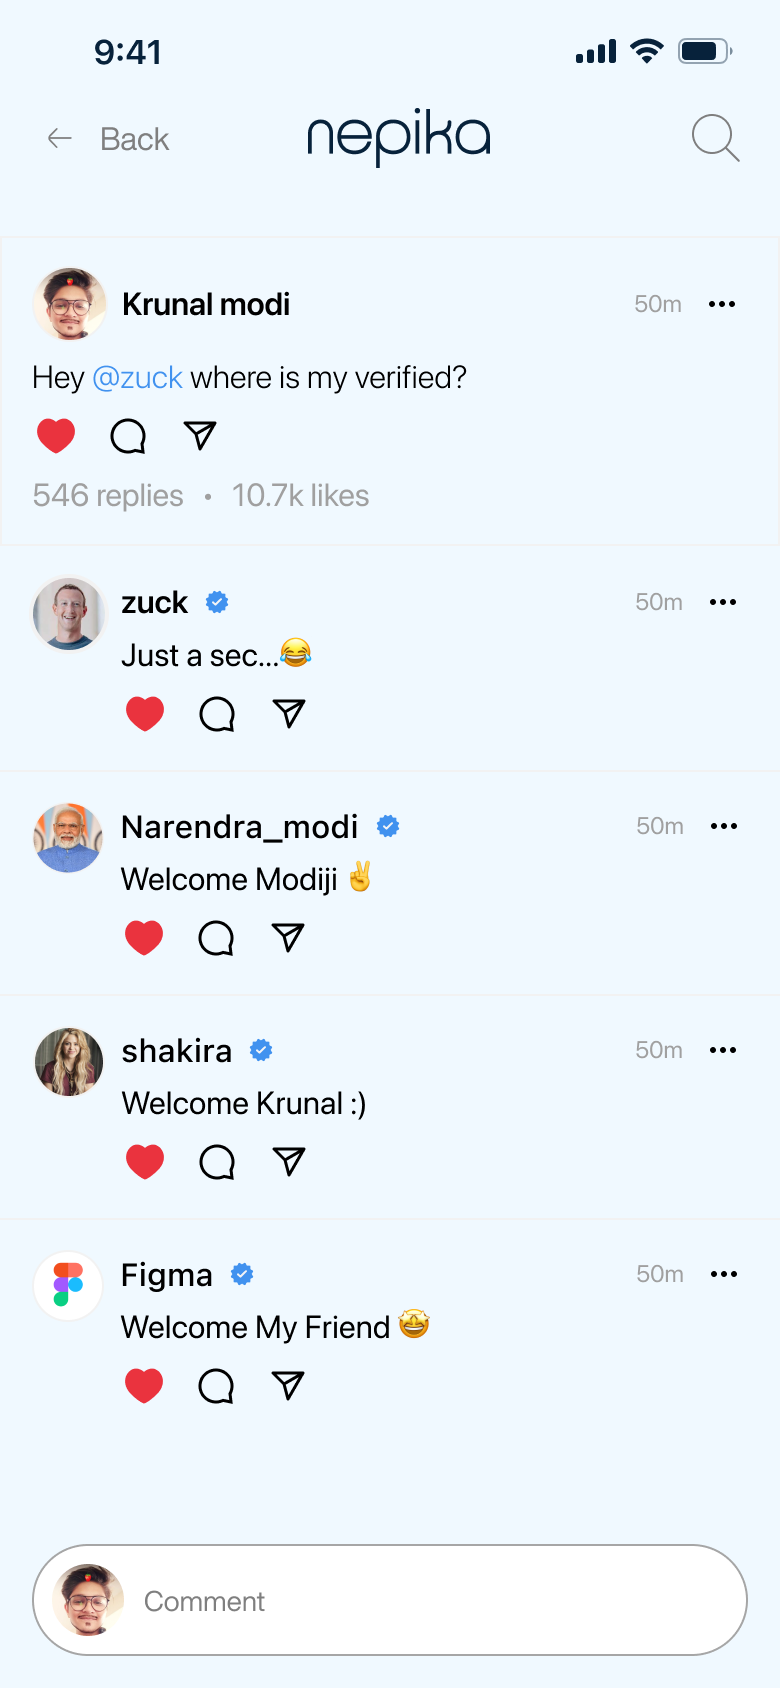 9:41
Back
nepika
Krunal modi 50m
Hey @zuck where is my verified?
546 replies • 10.7k likes
zuck 50m
Just a sec...😂
Narendra_modi 50m
Welcome Modiji ✌️
shakira 50m
Welcome Krunal :)
Figma 50m
Welcome My Friend 🤩
Comment